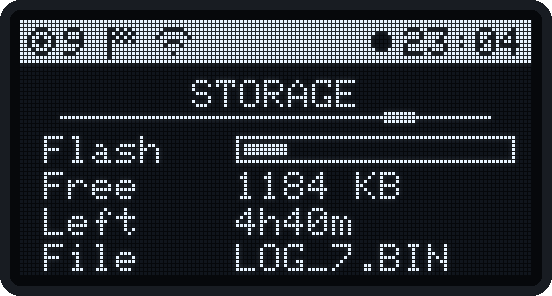 09 23:04
STORAGE
Flash
Free 1184 KB
Left 4h40m
File LOG_7.BIN